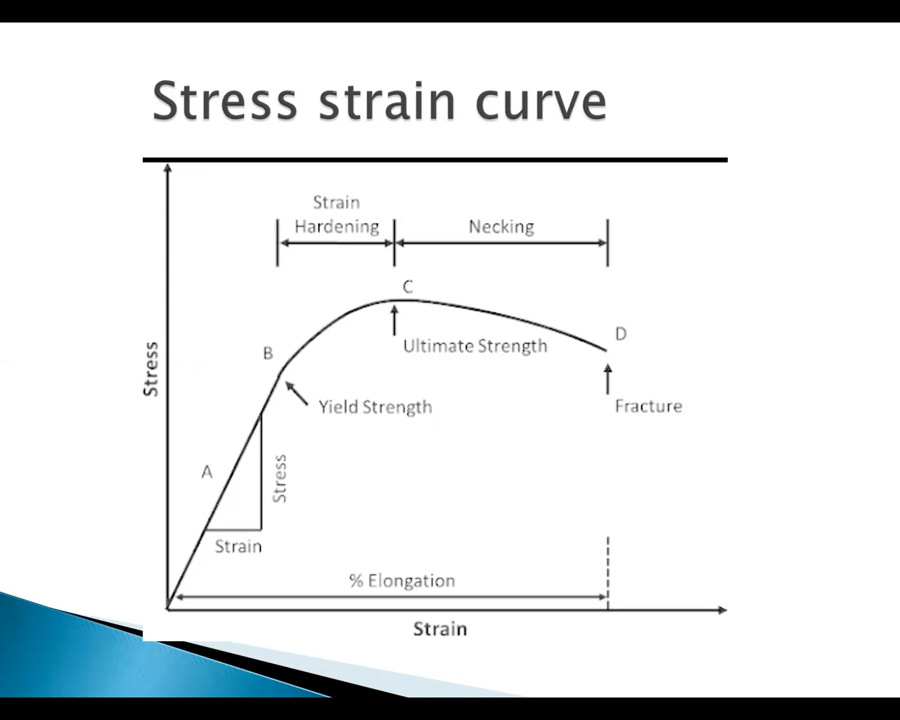 Stress strain curve
Strain
Hardening
Necking
C
D
B
Ultimate Strength
Stress
Yield Strength
Fracture
A
Stress
Strain
% Elongation
Strain